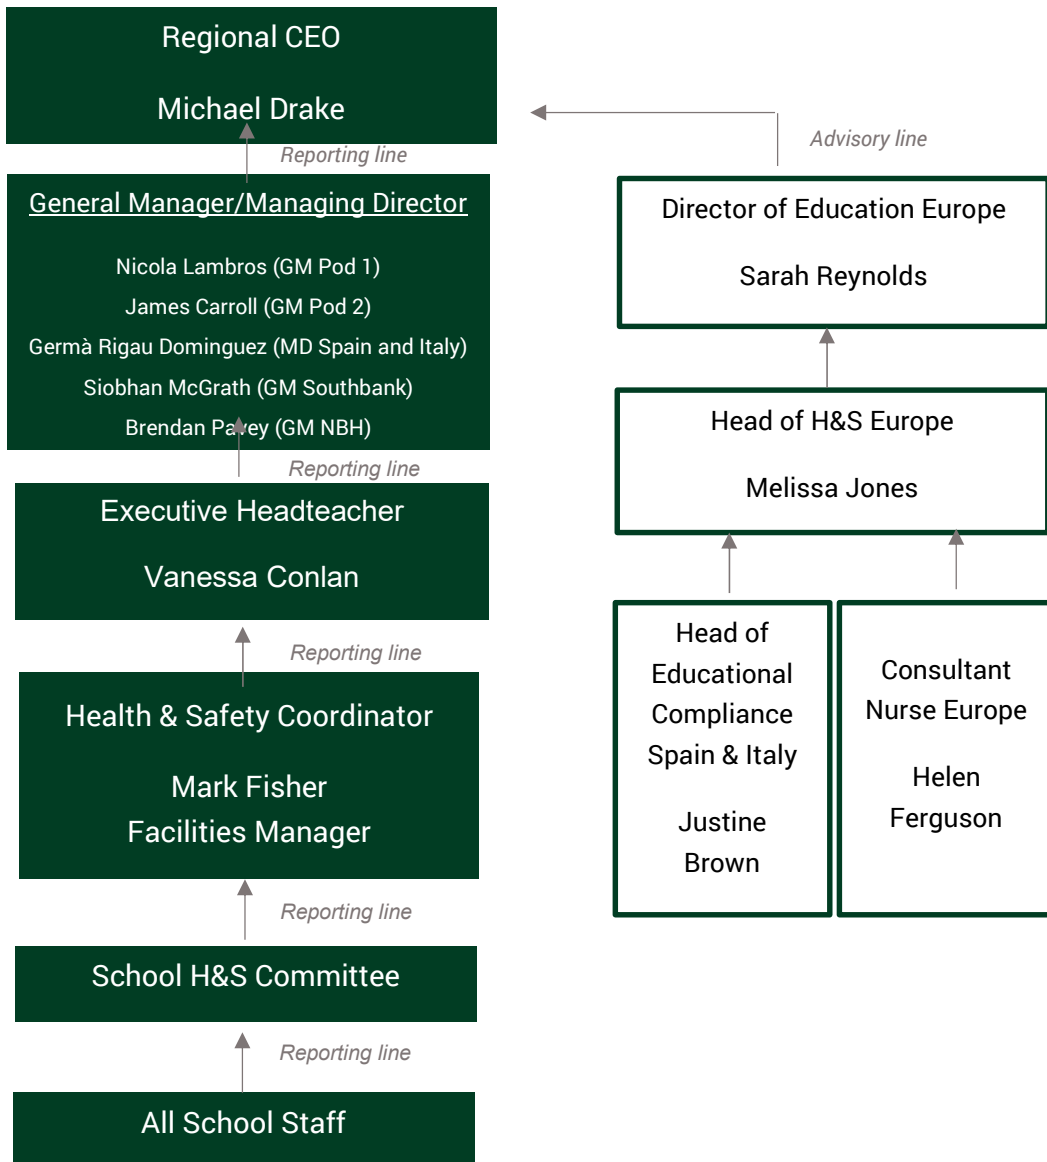 Regional CEO
Michael Drake
Reporting line
General Manager/Managing Director
Nicola Lambros (GM Pod 1)
James Carroll (GM Pod 2)
Germà Rigau Dominguez (MD Spain and Italy)
Siobhan McGrath (GM Southbank)
Brendan Pavey (GM NBH)
Reporting line
Executive Headteacher
Vanessa Conlan
Reporting line
Health & Safety Coordinator
Mark Fisher
Facilities Manager
Reporting line
School H&S Committee
Reporting line
All School Staff
Advisory line
Director of Education Europe
Sarah Reynolds
Head of H&S Europe
Melissa Jones
Head of
Educational
Compliance
Spain & Italy
Justine
Brown
Consultant
Nurse Europe
Helen
Ferguson